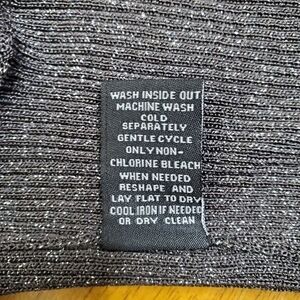 WASH INSIDE OUT
MACHINE WASH
COLD
SEPARATELY
GENTLE CYCLE
ONLY NON-
CHLORINE BLEACH
WHEN NEEDED
RESHAPE AND
LAY FLAT TO DRY
COOL IRON IF NEEDED
OR DRY CLEAN